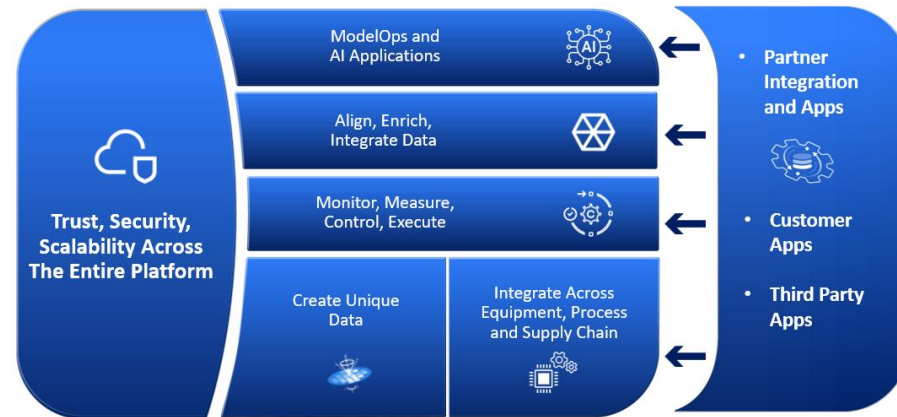 Trust, Security,
Scalability Across
The Entire Platform
ModelOps and
AI Applications
AI
Align, Enrich,
Integrate Data
Monitor, Measure,
Control, Execute
C
Create Unique
Data
Integrate Across
Equipment, Process
and Supply Chain
• Partner
Integration
and Apps
• Customer
Apps
• Third Party
Apps